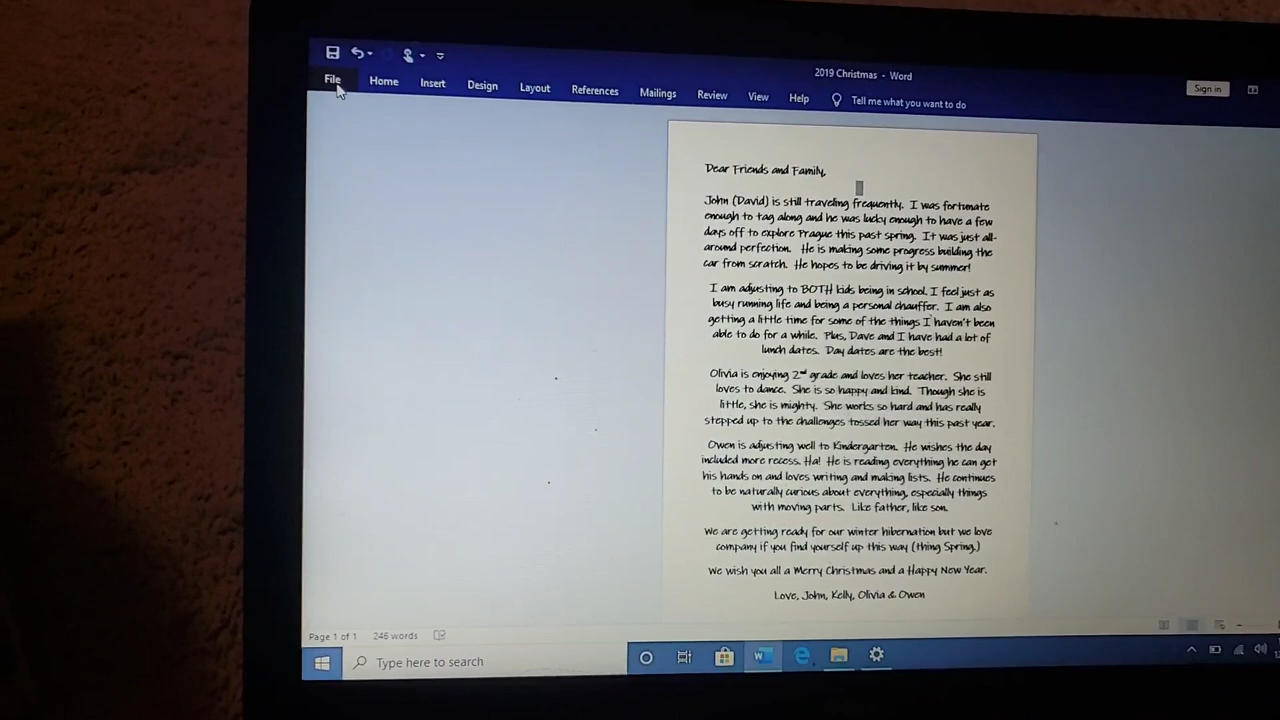 2019 Christmas - Word
Sign in
File Home Insert Design Layout References Mailings Review View Help Tell me what you want to do
Dear Friends and Family,
John (David) is still traveling frequently. I was fortunate
enough to tag along and he was lucky enough to have a few
days off to explore Prague this past spring. It was just all-
around perfection. He is making some progress building the
car from scratch. He hopes to be driving it by summer!
I am adjusting to BOTH kids being in school. I feel just as
busy running life and being a personal chauffer. I am also
getting a little time for some of the things I haven't been
able to do for a while. Plus, Dave and I have had a lot of
lunch dates. Day dates are the best!
Olivia is enjoying 2nd grade and loves her teacher. She still
loves to dance. She is so happy and kind. Though she is
little, she is mighty. She works so hard and has really
stepped up to the challenges tossed her way this past year.
Owen is adjusting well to Kindergarten. He wishes the day
included more recess. Ha! He is reading everything he can get
his hands on and loves writing and making lists. He continues
to be naturally curious about everything, especially things
with moving parts. Like father, like son.
We are getting ready for our winter hibernation but we love
company if you find yourself up this way (thing Spring.)
We wish you all a Merry Christmas and a Happy New Year.
Love, John, Kelly, Olivia & Owen
Page 1 of 1 246 words
Type here to search